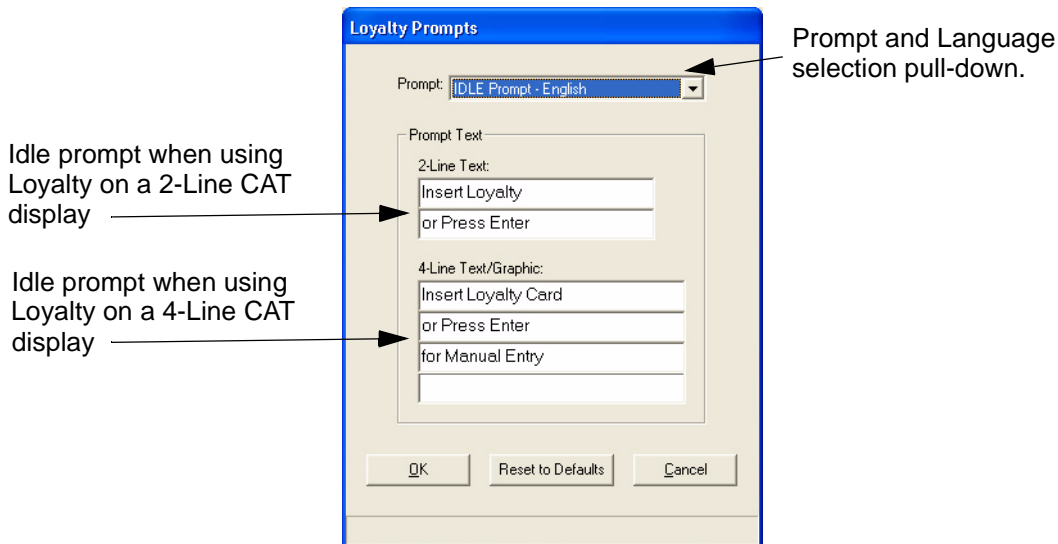 Loyalty Prompts
Prompt and Language
selection pull-down.
Prompt: IDLE Prompt - English
Prompt Text
Idle prompt when using
Loyalty on a 2-Line CAT
display
2-Line Text:
Insert Loyalty
or Press Enter
Idle prompt when using
Loyalty on a 4-Line CAT
display
4-Line Text/Graphic:
Insert Loyalty Card
or Press Enter
for Manual Entry
OK Reset to Defaults Cancel